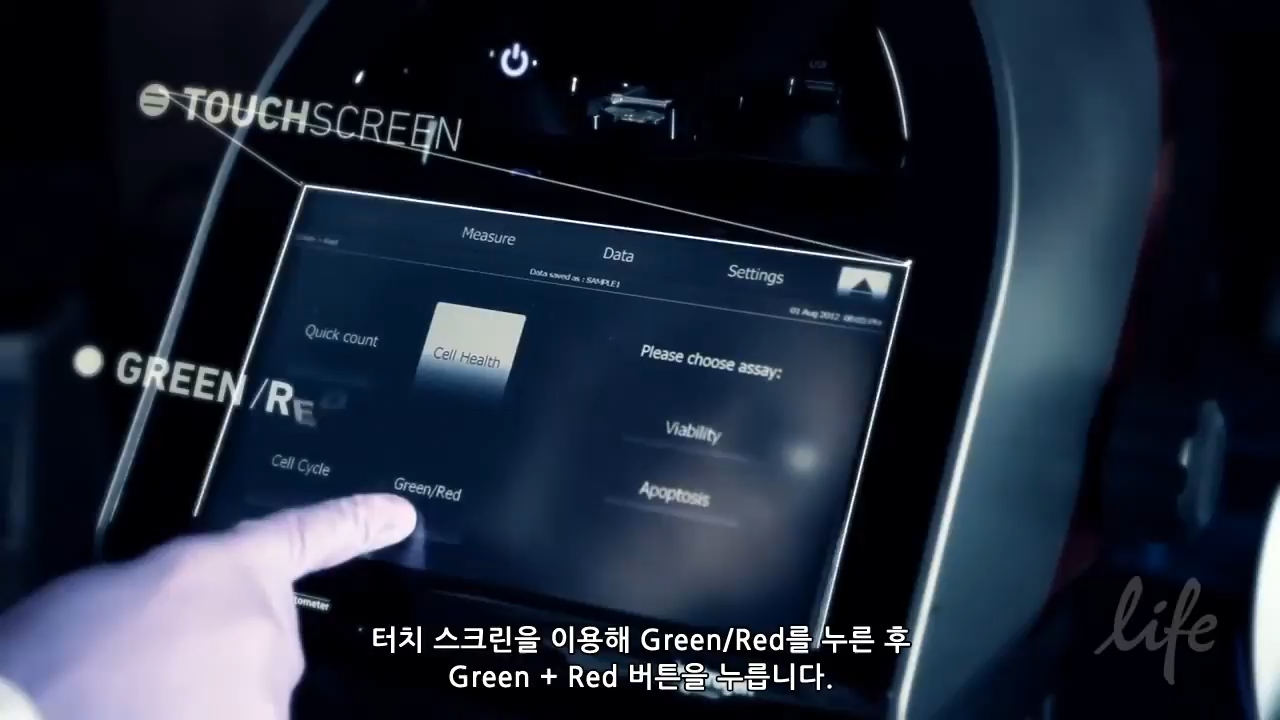 TOUCHSCREEN
Measure
Data
Settings
Data saved as : SAMPLE1
01 Aug 2012
Quick count
Cell Health
Please choose assay:
GREEN/RE
Viability
Cell Cycle
Green/Red
Apoptosis
터치 스크린을 이용해 Green/Red를 누른 후
Green + Red 버튼을 누릅니다.
life